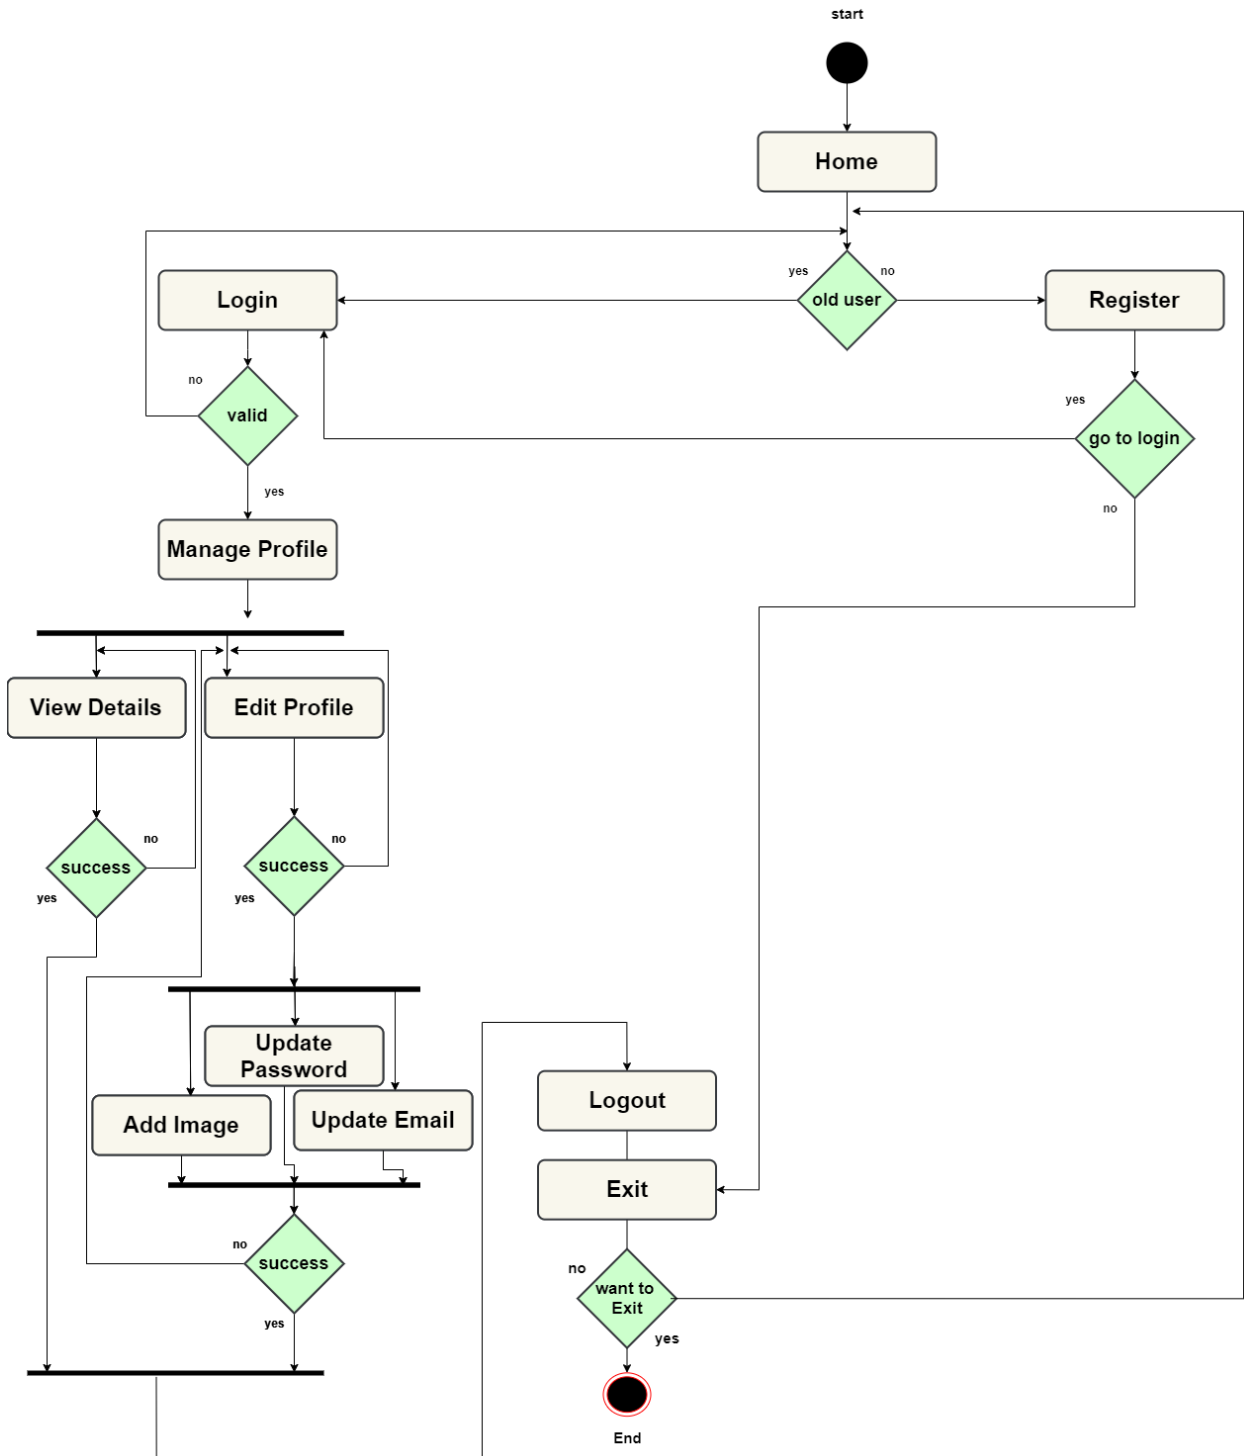 start
Home
yes
no
Login
old user
Register
no
valid
yes
go to login
yes
no
Manage Profile
View Details
Edit Profile
no
no
success
success
yes
yes
Update
Password
Add Image
Update Email
Logout
Exit
no
success
yes
no
want to
Exit
yes
End